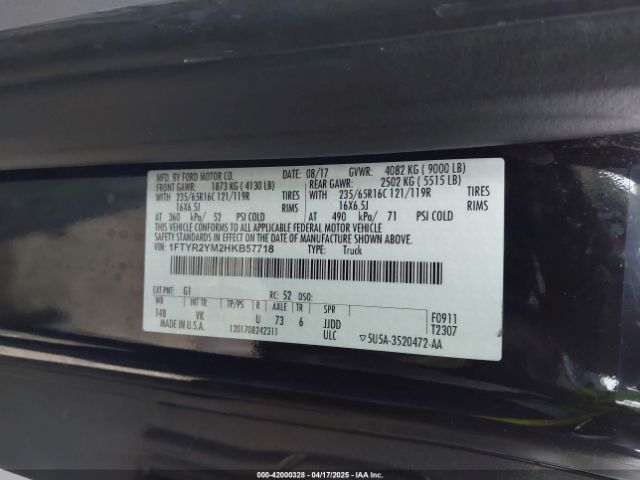 MFD. BY FORD MOTOR CO. DATE: 08/17 GVWR: 4082 KG ( 9000 LB)
FRONT GAWR: 1873 KG ( 4130 LB) REAR GAWR: 2502 KG ( 5515 LB)
WITH 235/65R16C 121/119R TIRES WITH 235/65R16C 121/119R TIRES
16X6.5J RIMS 16X6.5J RIMS
AT 360 kPa/ 52 PSI COLD AT 490 kPa/ 71 PSI COLD
THIS VEHICLE CONFORMS TO ALL APPLICABLE FEDERAL MOTOR VEHICLE
SAFETY STANDARDS IN EFFECT ON THE DATE OF MANUFACTURE SHOWN ABOVE.
VIN: 1FTYR2YM2HKB57718 TYPE: Truck
EXT PNT: G1 RC: 52 DSO:
WB INT TR TP/PS R AXLE TR SPR
148 VK U 73 6 JJDD F0911
MADE IN U.S.A. 1201708242311 ULC ▽5U5A-3520472-AA T2307
000-42000328 - 04/17/2025 - IAA Inc.